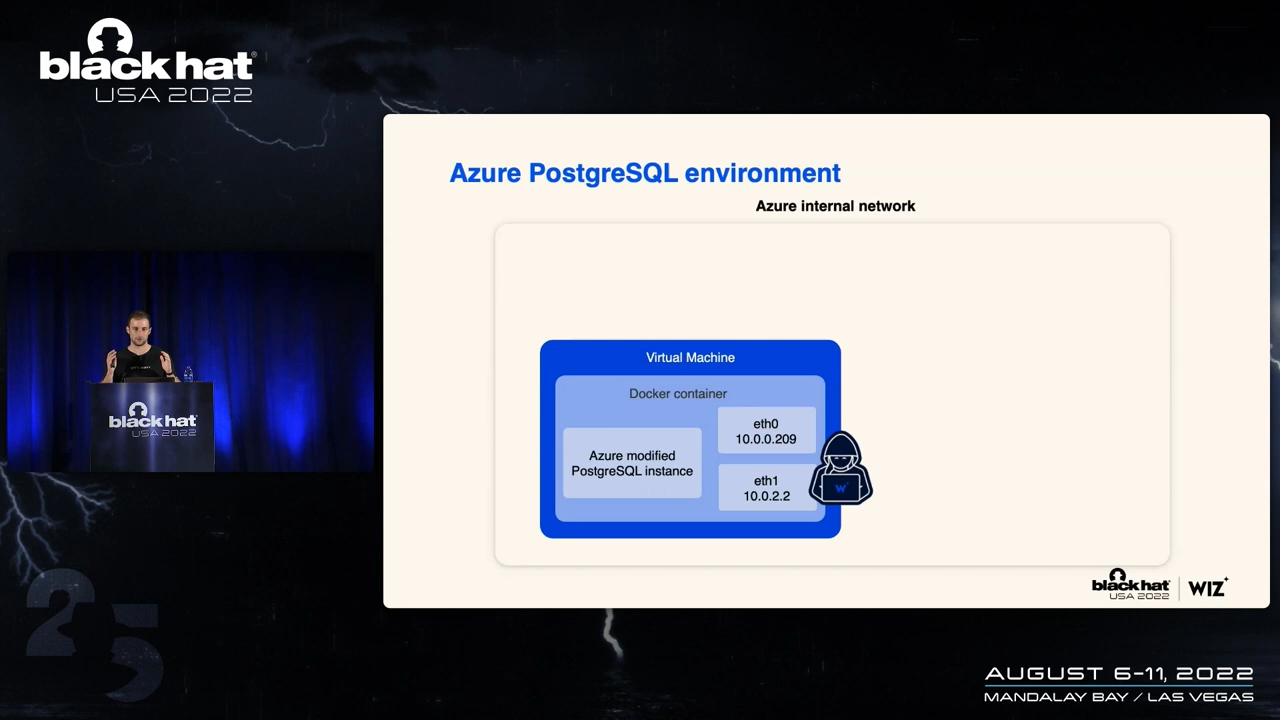 black hat®
USA 2022
Azure PostgreSQL environment
Azure internal network
Virtual Machine
Docker container
eth0
10.0.0.209
Azure modified
PostgreSQL instance
eth1
10.0.2.2
W
black hat
USA 2022
black hat
USA 2022
WIZ
25
AUGUST 6-11, 2022
MANDALAY BAY / LAS VEGAS